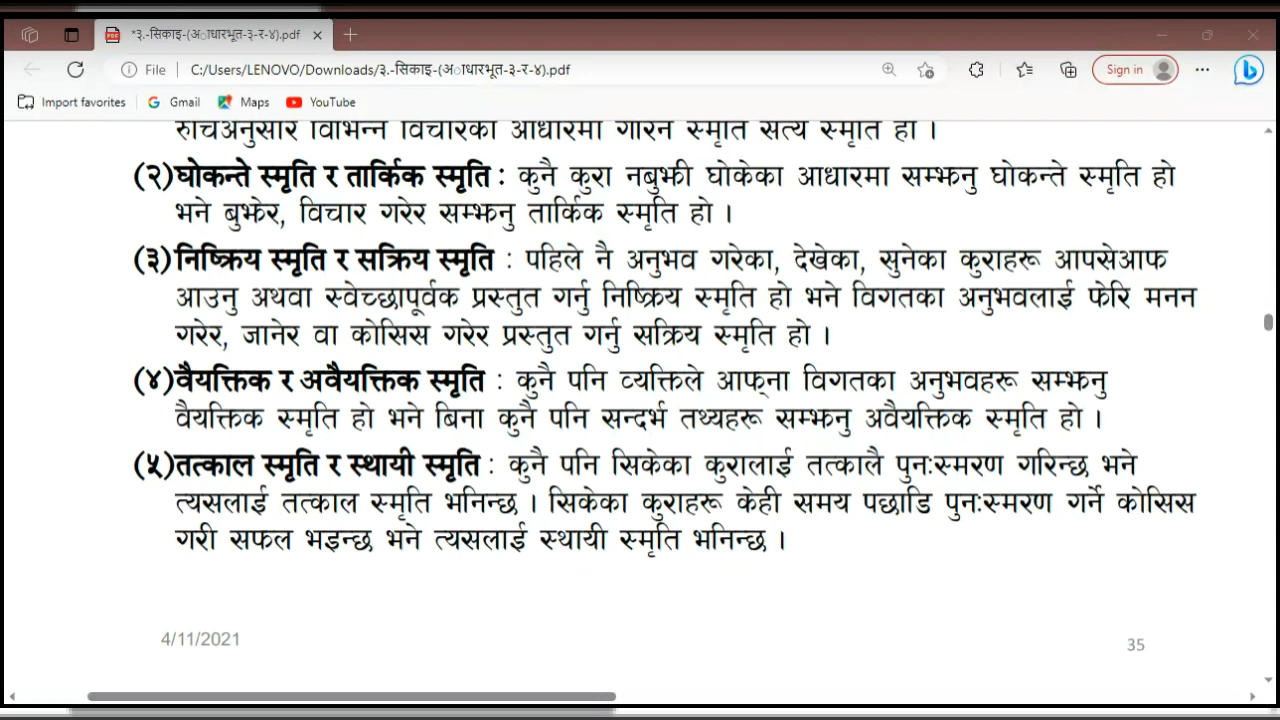 *३.-सिकाइ-(अाधारभूत-३-र-४).pdf
File C:/Users/LENOVO/Downloads/३.-सिकाइ-(अाधारभूत-३-र-४).pdf Sign in
Import favorites Gmail Maps YouTube
रुचिअनुसार विभिन्न विचारका आधारमा गरिने स्मृति सत्य स्मृति हो ।
(२)घोकन्ते स्मृति र तार्किक स्मृति : कुनै कुरा नबुझी घोकेका आधारमा सम्झनु घोकन्ते स्मृति हो
भने बुझेर, विचार गरेर सम्झनु तार्किक स्मृति हो ।
(३)निष्क्रिय स्मृति र सक्रिय स्मृति : पहिले नै अनुभव गरेका, देखेका, सुनेका कुराहरू आपसेआफ
आउनु अथवा स्वेच्छापूर्वक प्रस्तुत गर्नु निष्क्रिय स्मृति हो भने विगतका अनुभवलाई फेरि मनन
गरेर, जानेर वा कोसिस गरेर प्रस्तुत गर्नु सक्रिय स्मृति हो ।
(४)वैयक्तिक र अवैयक्तिक स्मृति : कुनै पनि व्यक्तिले आफ्ना विगतका अनुभवहरू सम्झनु
वैयक्तिक स्मृति हो भने बिना कुनै पनि सन्दर्भ तथ्यहरू सम्झनु अवैयक्तिक स्मृति हो ।
(५)तत्काल स्मृति र स्थायी स्मृति : कुनै पनि सिकेका कुरालाई तत्कालै पुनःस्मरण गरिन्छ भने
त्यसलाई तत्काल स्मृति भनिन्छ । सिकेका कुराहरू केही समय पछाडि पुनःस्मरण गर्ने कोसिस
गरी सफल भइन्छ भने त्यसलाई स्थायी स्मृति भनिन्छ ।
4/11/2021 35